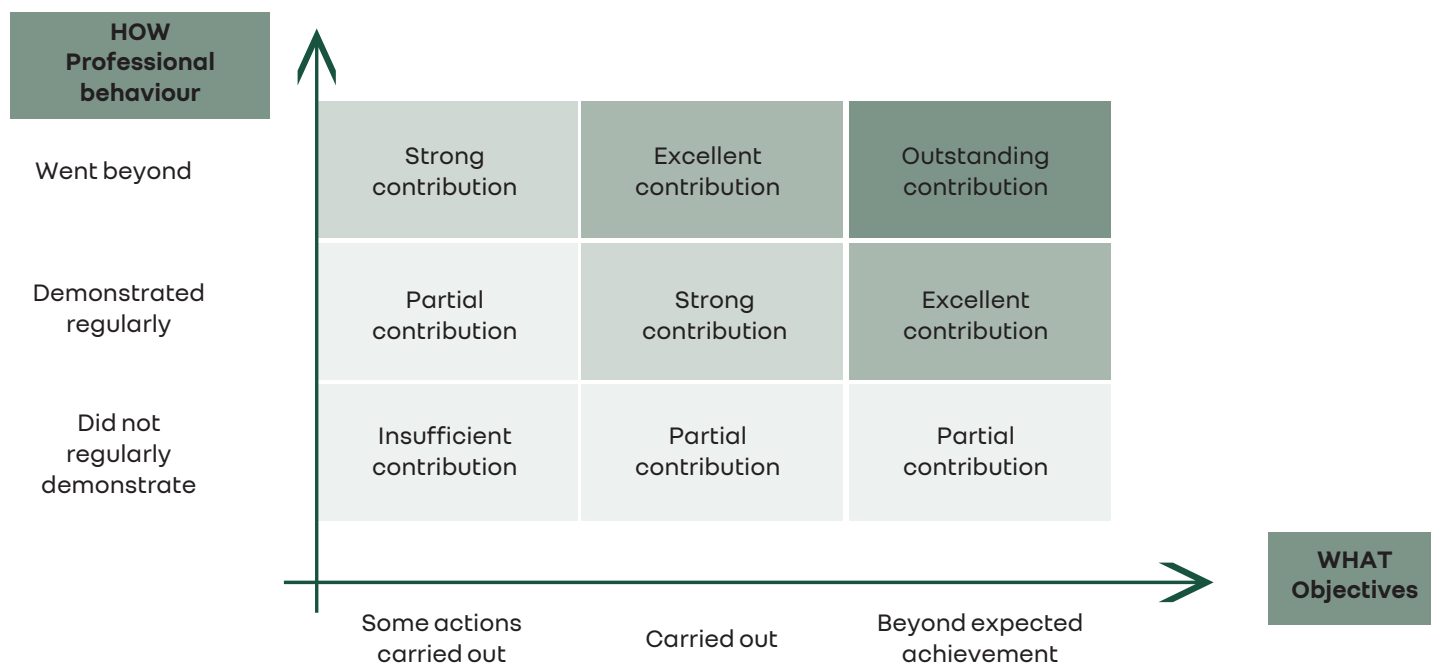 HOW
Professional
behaviour
Went beyond
Strong
contribution
Excellent
contribution
Outstanding
contribution
Demonstrated
regularly
Partial
contribution
Strong
contribution
Excellent
contribution
Did not
regularly
demonstrate
Insufficient
contribution
Partial
contribution
Partial
contribution
WHAT
Objectives
Some actions
carried out
Carried out
Beyond expected
achievement